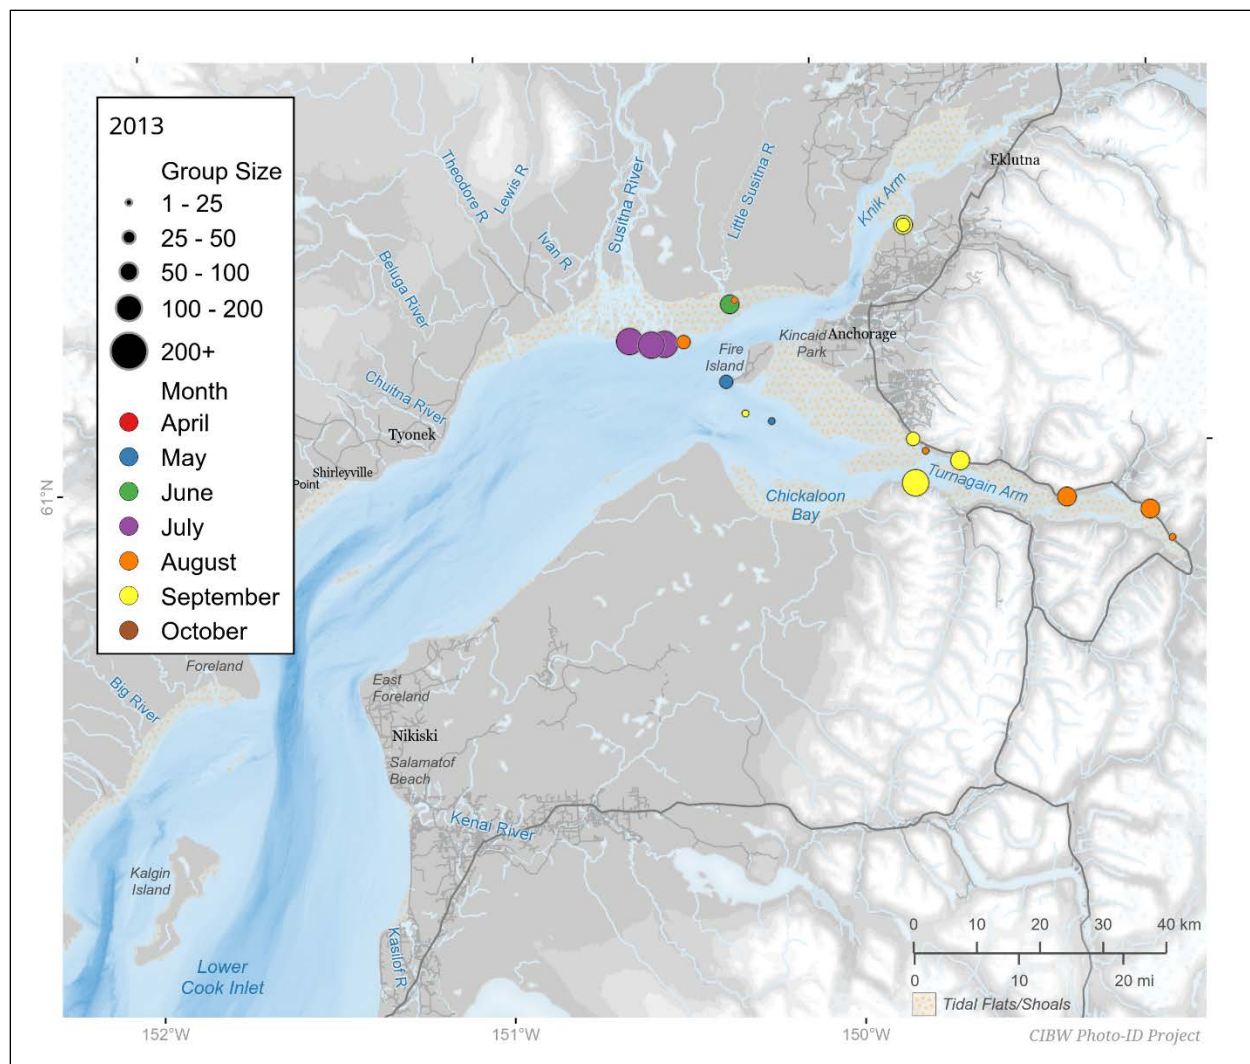 2013
Group Size
1 - 25
25 - 50
50 - 100
100 - 200
200+
Month
April
May
June
July
August
September
October
Theodore R
Lewis R
Ivan R
Susitna River
Little Susitna R
Beluga River
Chuitna River
Tyonek
Shirleyville
Point
Knik Arm
Eklutna
Kincaid
Park
Anchorage
Fire
Island
Chickaloon
Bay
Turnagain Arm
61°N
Foreland
Big River
East
Foreland
Nikiski
Salamatof
Beach
Kenai River
Kalgin
Island
Kasilof R
Lower
Cook Inlet
0 10 20 30 40 km
0 10 20 mi
Tidal Flats/Shoals
CIBW Photo-ID Project
152°W
151°W
150°W